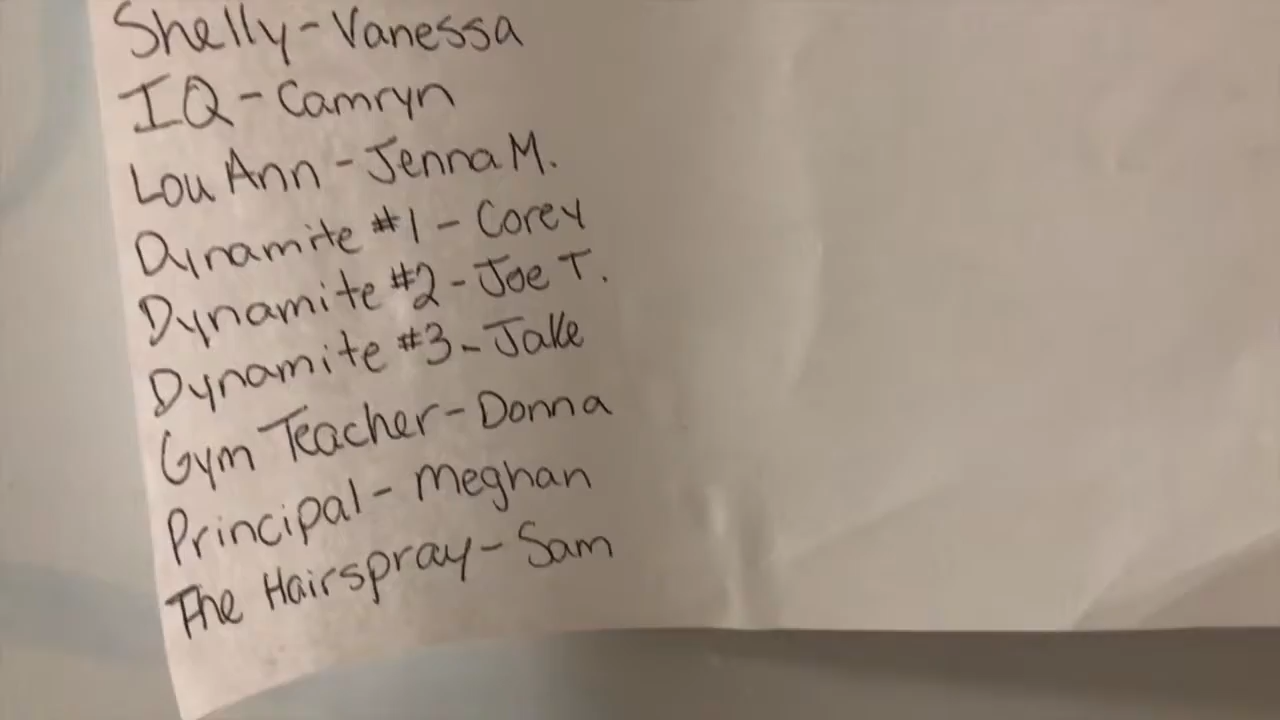 Shelly-Vanessa
IQ-Camryn
Lou Ann-Jenna M.
Dynamite #1-Corey
Dynamite #2-Joe T.
Dynamite #3-Jake
Gym Teacher-Donna
Principal-Meghan
The Hairspray-Sam